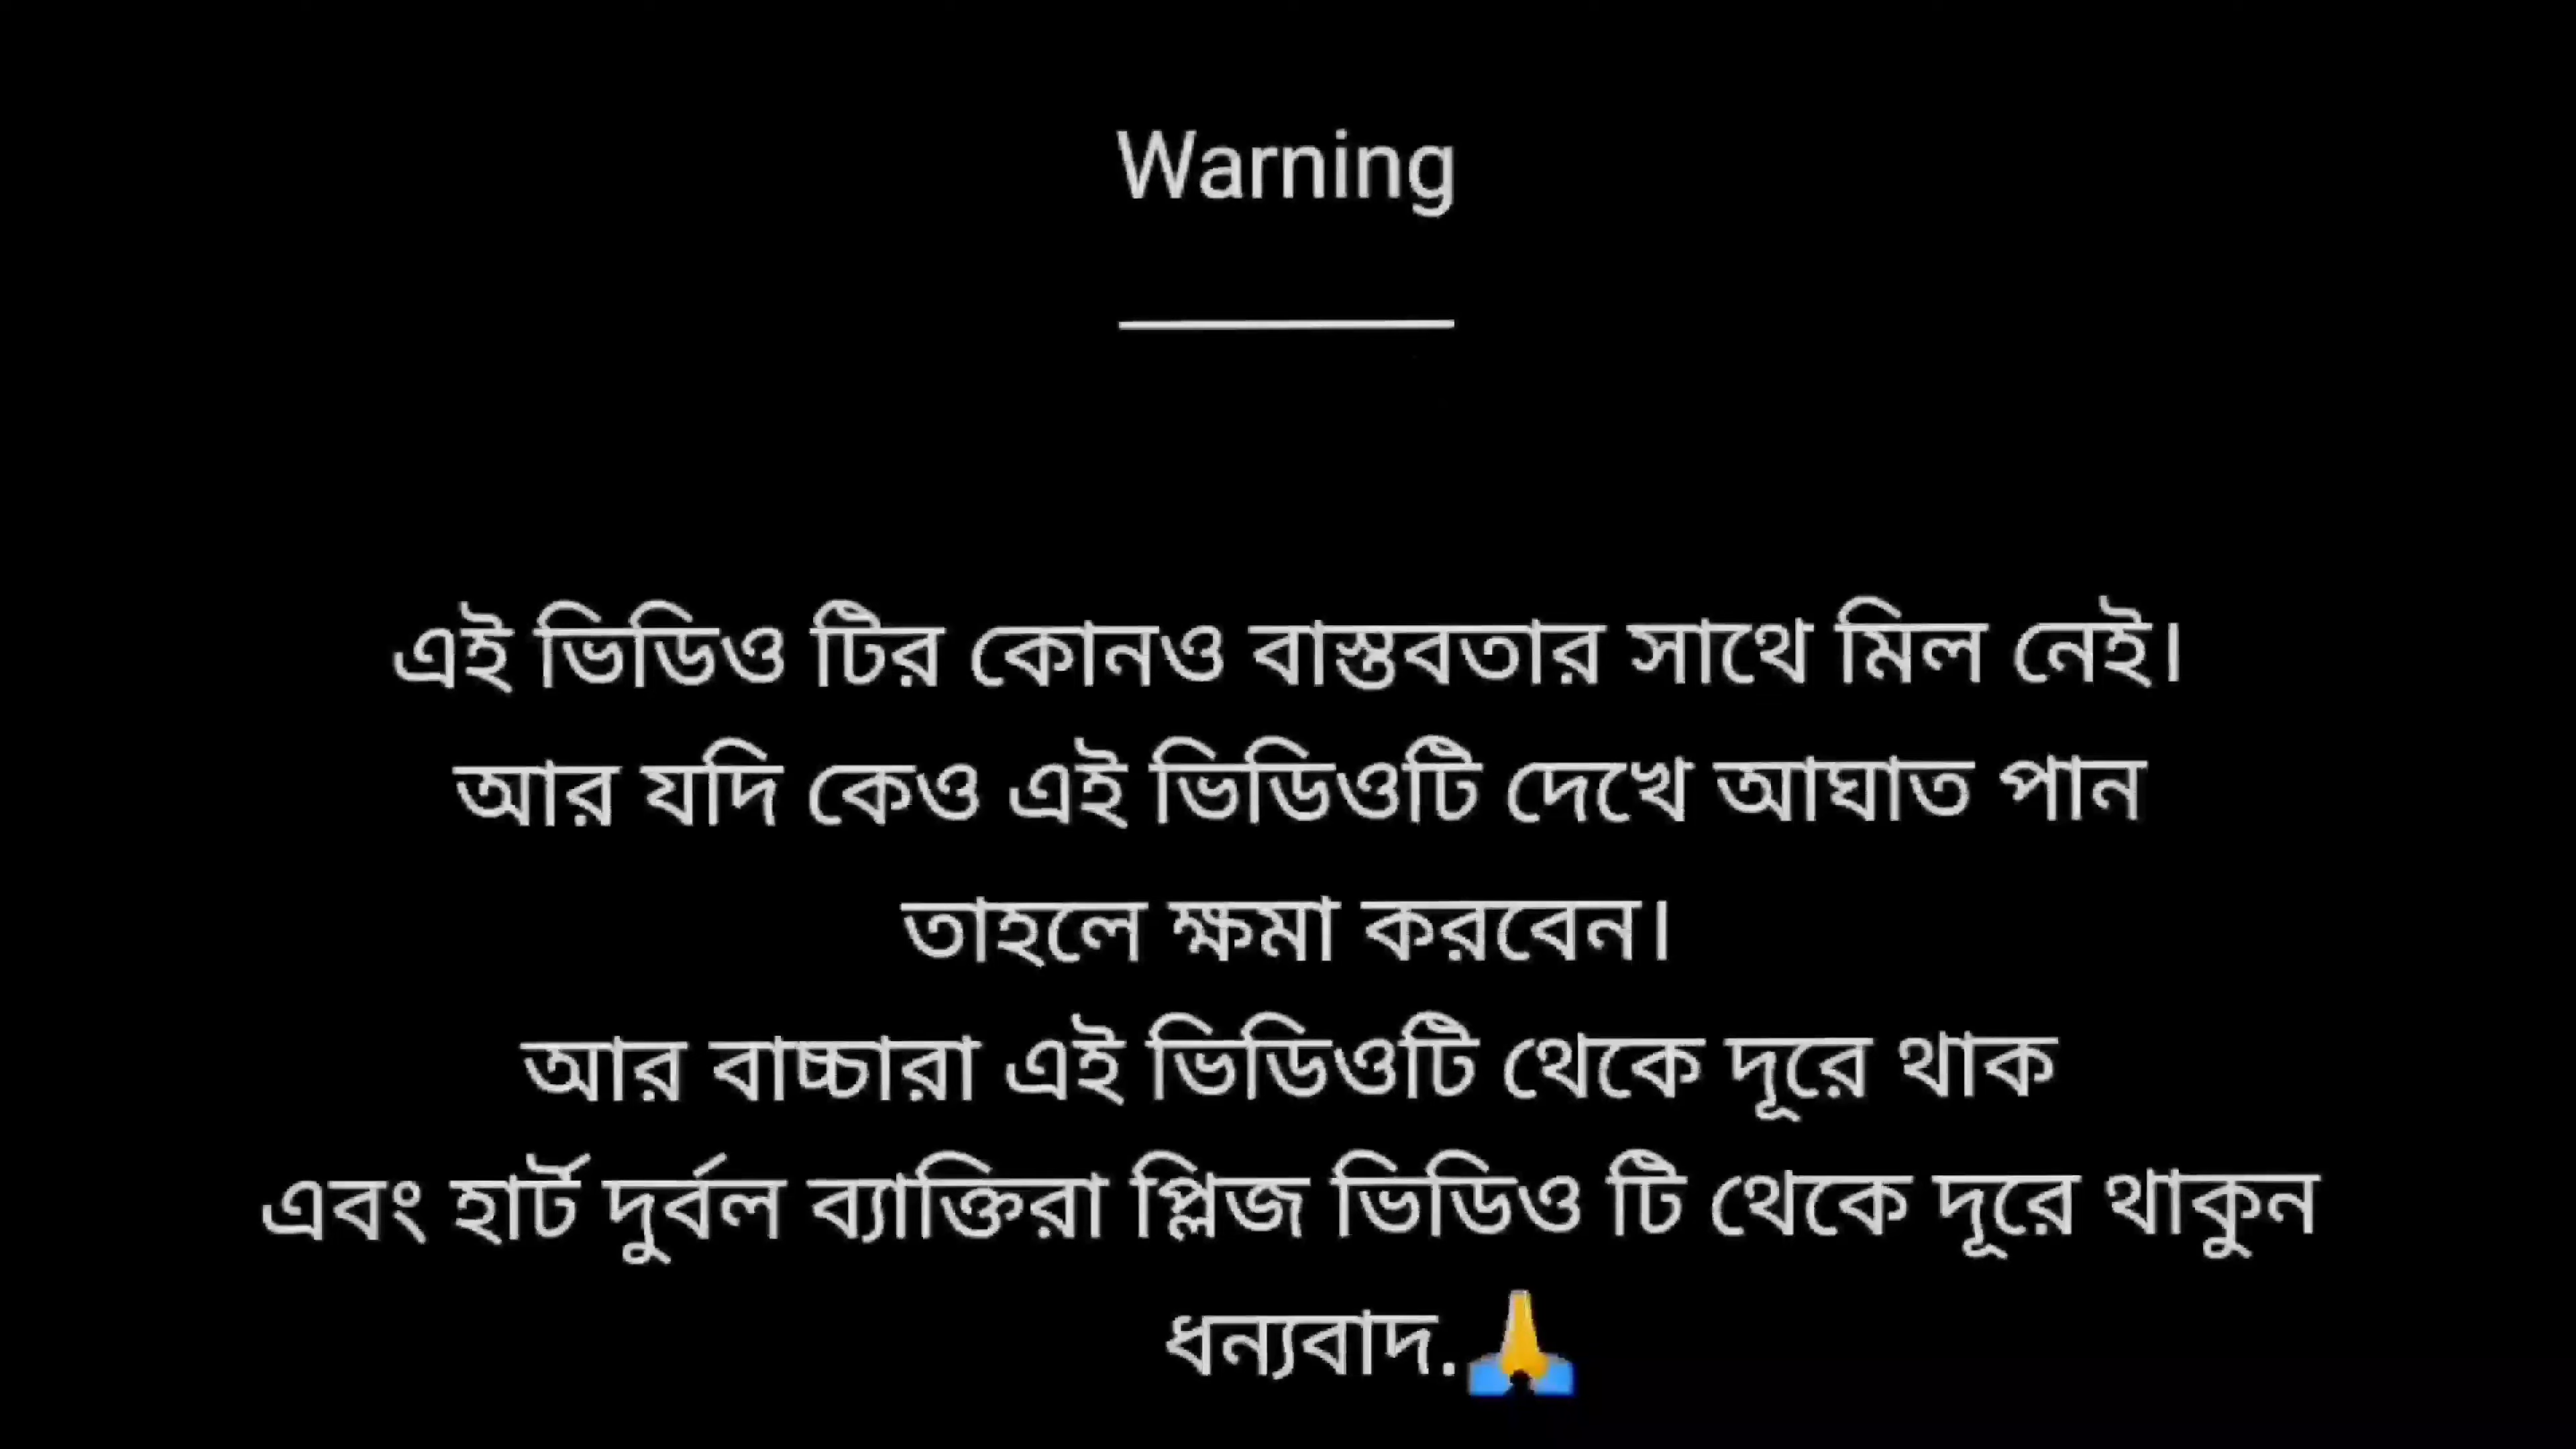 Warning
এই ভিডিও টির কোনও বাস্তবতার সাথে মিল নেই।
আর যদি কেও এই ভিডিওটি দেখে আঘাত পান
তাহলে ক্ষমা করবেন।
আর বাচ্চারা এই ভিডিওটি থেকে দূরে থাক
এবং হার্ট দুর্বল ব্যাক্তিরা প্লিজ ভিডিও টি থেকে দূরে থাকুন
ধন্যবাদ.🙏